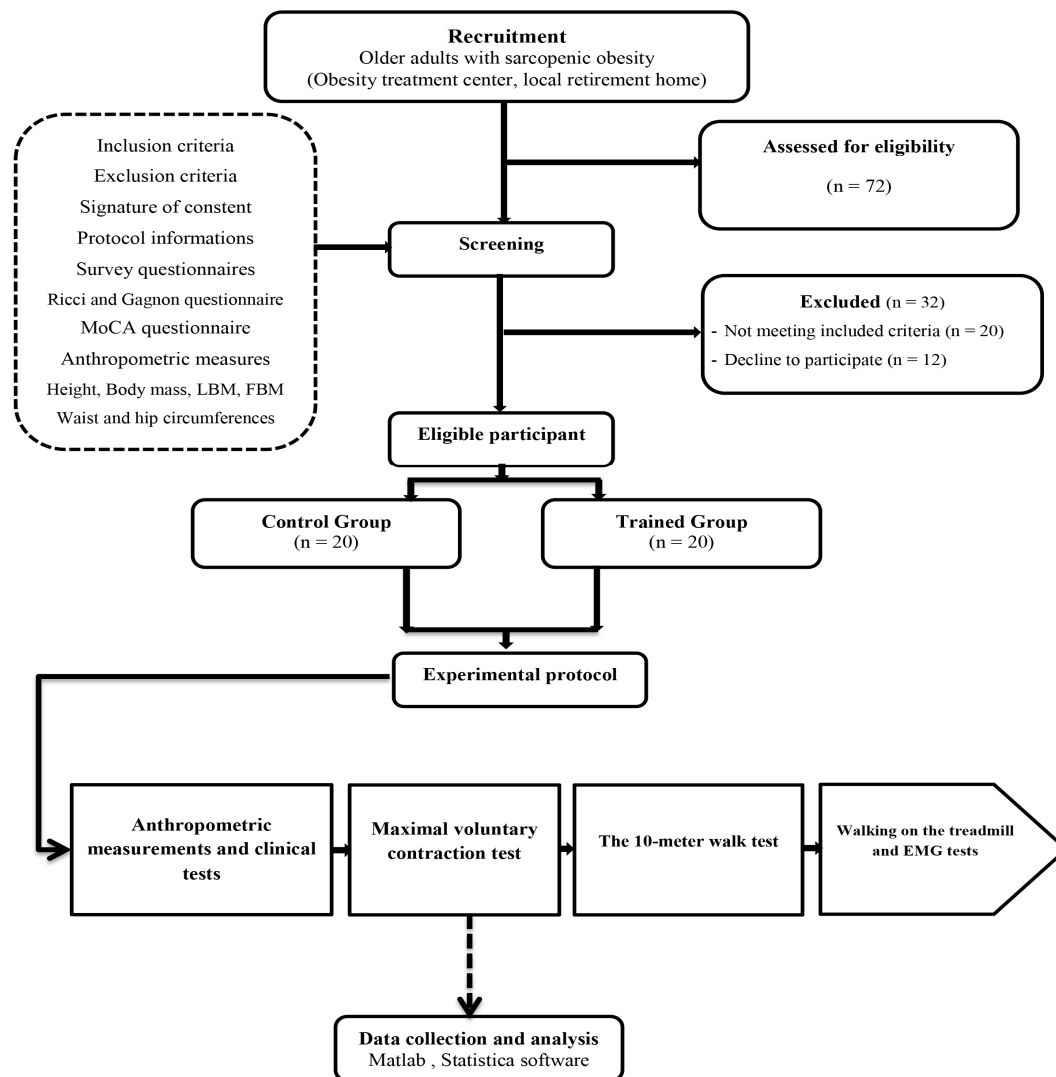 Recruitment
Older adults with sarcopenic obesity
(Obesity treatment center, local retirement home)
Assessed for eligibility
(n = 72)
Inclusion criteria
Exclusion criteria
Signature of constent
Protocol informations
Survey questionnaires
Ricci and Gagnon questionnaire
MoCA questionnaire
Anthropometric measures
Height, Body mass, LBM, FBM
Waist and hip circumferences
Screening
Excluded (n = 32)
- Not meeting included criteria (n = 20)
- Decline to participate (n = 12)
Eligible participant
Control Group
(n = 20)
Trained Group
(n = 20)
Experimental protocol
Anthropometric
measurements and clinical
tests
Maximal voluntary
contraction test
The 10-meter walk test
Walking on the treadmill
and EMG tests
Data collection and analysis
Matlab , Statistica software